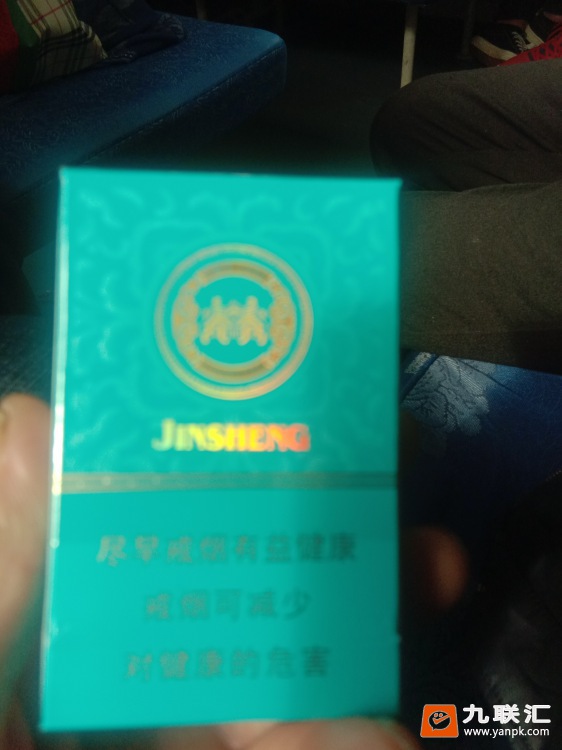 JINSHENG
尽早戒烟有益健康
戒烟可减少
对健康的危害
九联汇
www.yanpk.com